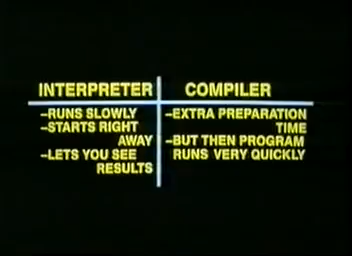 INTERPRETER
–RUNS SLOWLY
–STARTS RIGHT
AWAY
–LETS YOU SEE
RESULTS
COMPILER
–EXTRA PREPARATION
TIME
–BUT THEN PROGRAM
RUNS VERY QUICKLY